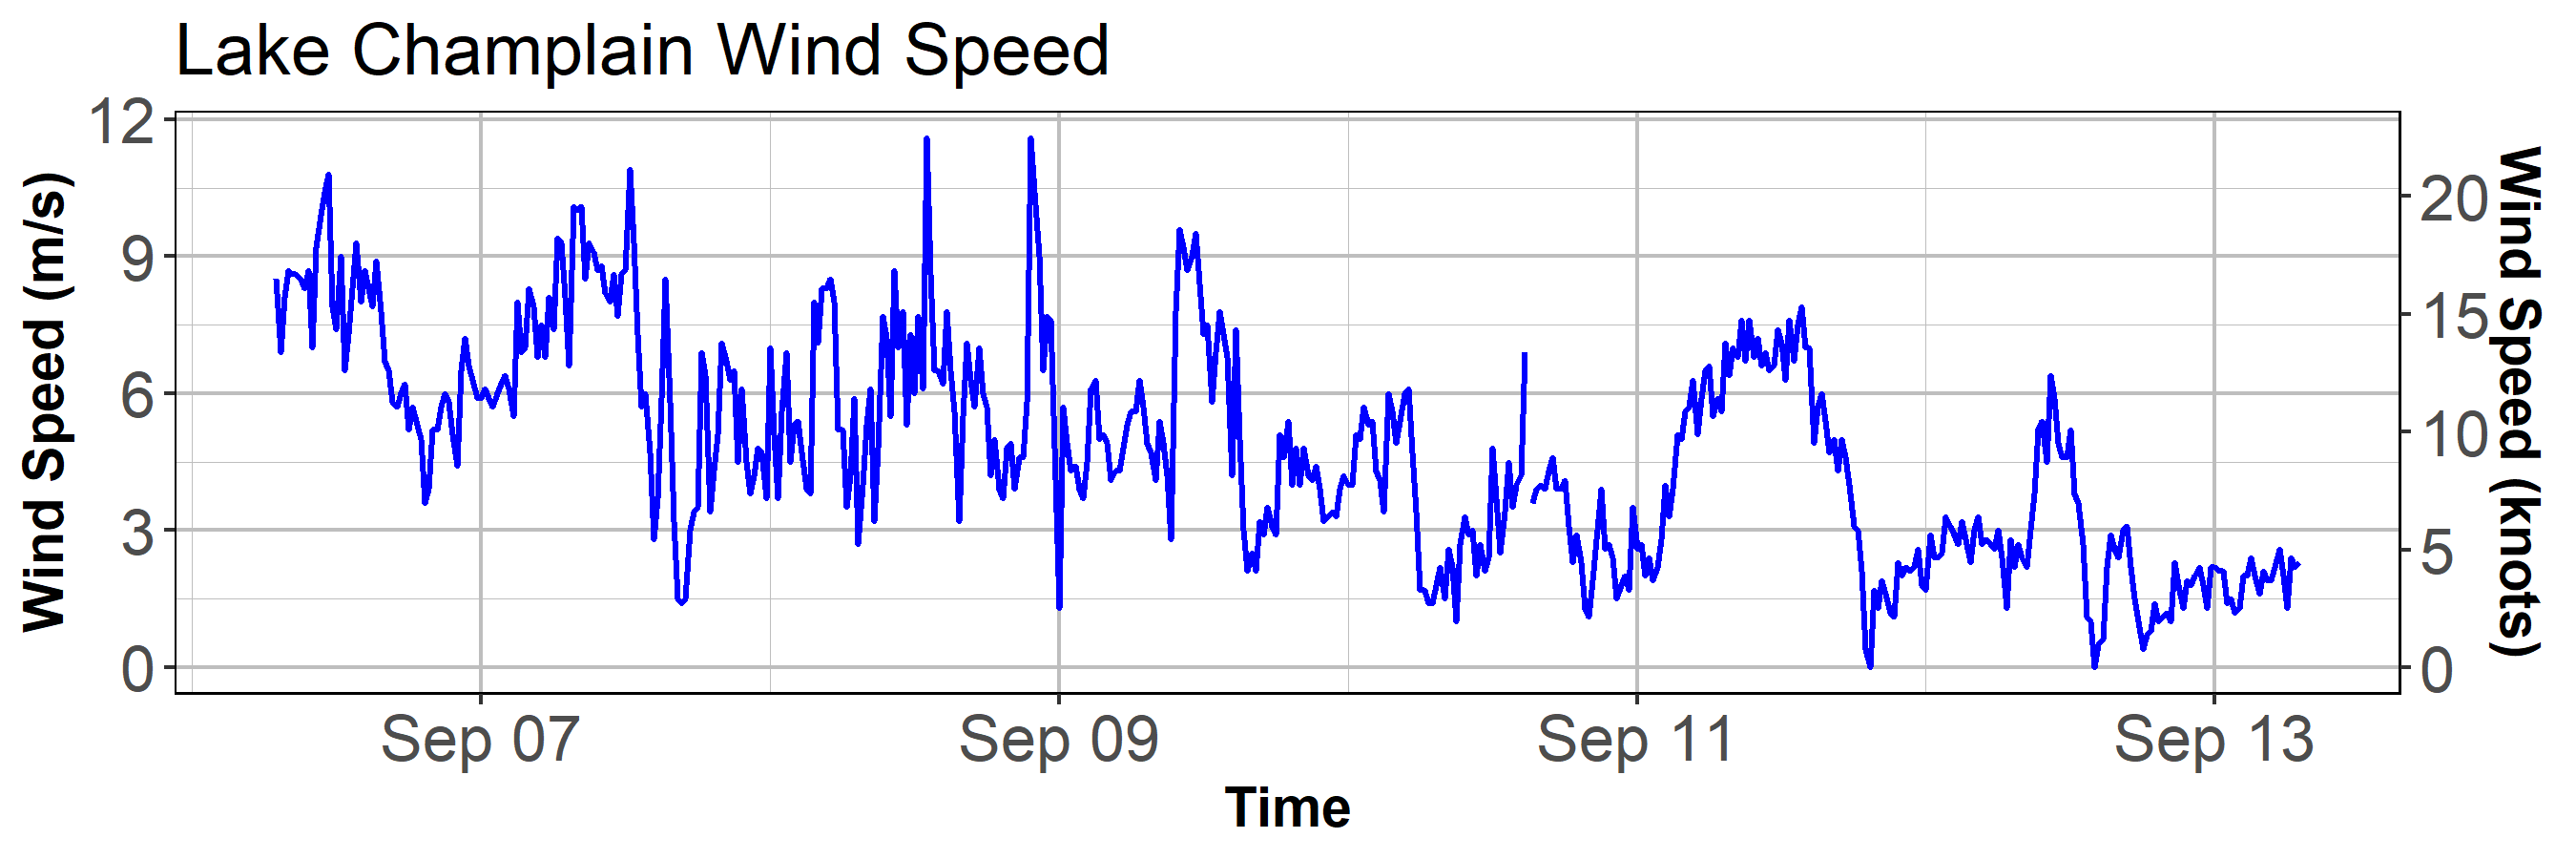 Lake Champlain Wind Speed
12
9
6
3
0
Wind Speed (m/s)
20
15
10
5
0
Wind Speed (knots)
Sep 07
Sep 09
Sep 11
Sep 13
Time